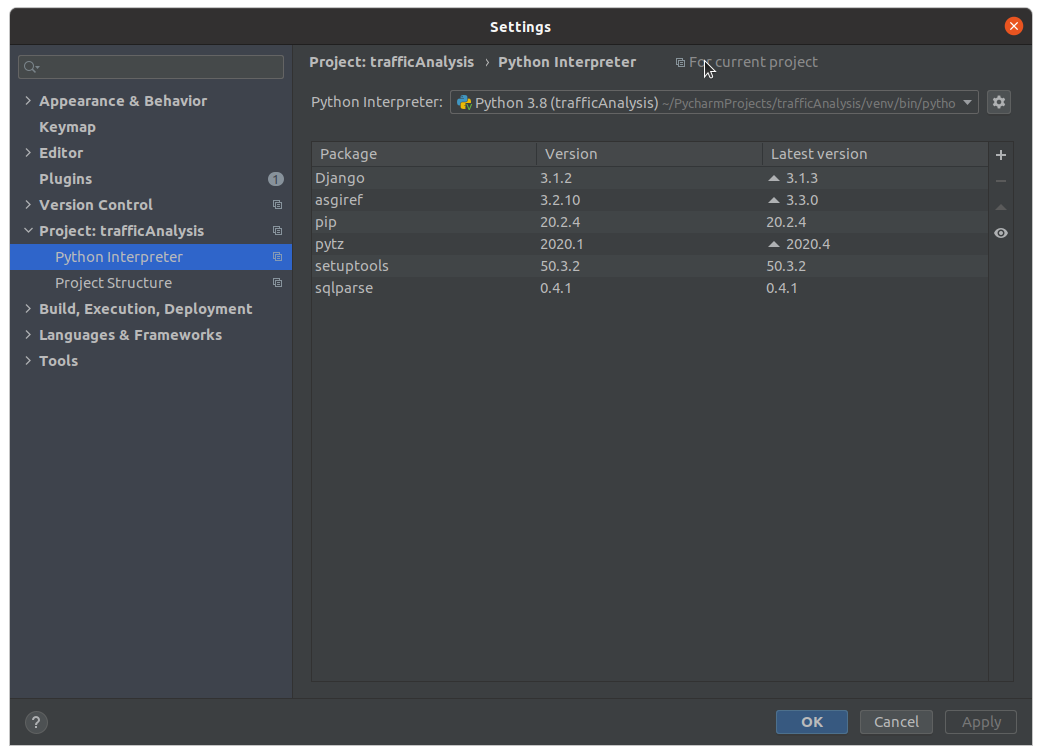 Settings
Appearance & Behavior
Keymap
Editor
Plugins 1
Version Control
Project: trafficAnalysis
Python Interpreter
Project Structure
Build, Execution, Deployment
Languages & Frameworks
Tools
Project: trafficAnalysis › Python Interpreter For current project
Python Interpreter: Python 3.8 (trafficAnalysis) ~/PycharmProjects/trafficAnalysis/venv/bin/pytho
Package Version Latest version
Django 3.1.2 3.1.3
asgiref 3.2.10 3.3.0
pip 20.2.4 20.2.4
pytz 2020.1 2020.4
setuptools 50.3.2 50.3.2
sqlparse 0.4.1 0.4.1
? OK Cancel Apply